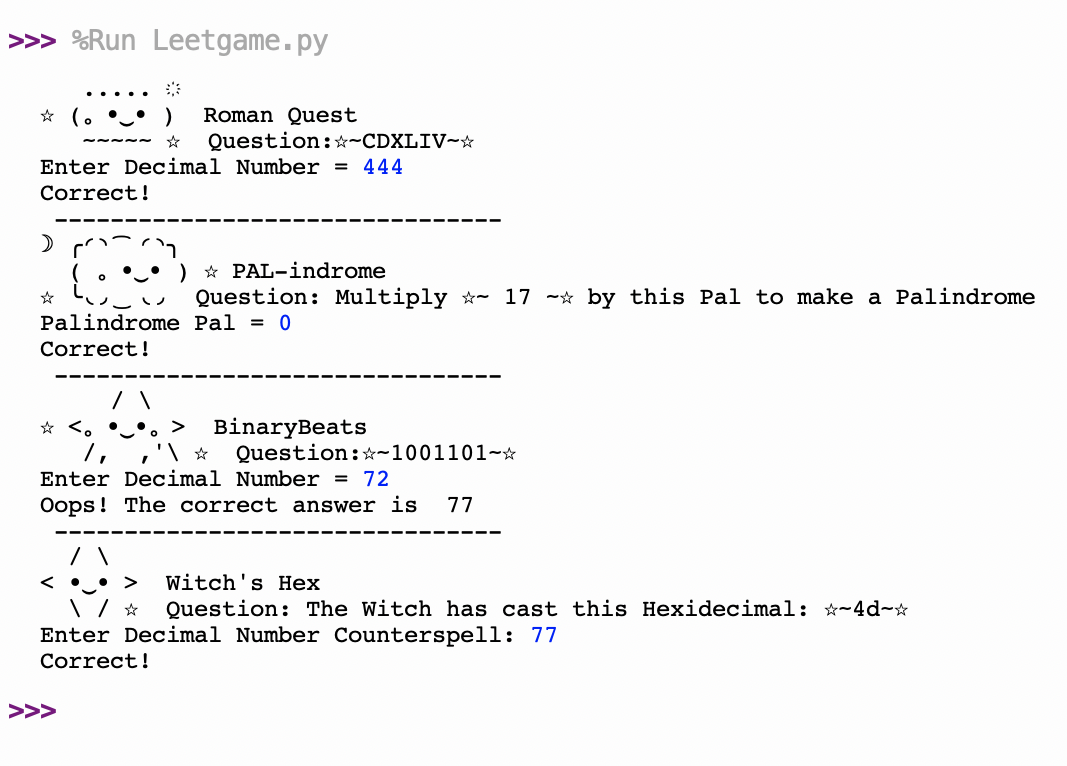 >>> %Run Leetgame.py
..... ҉
☆ (｡ •‿• )  Roman Quest
~~~~~ ☆  Question:☆~CDXLIV~☆
Enter Decimal Number = 444
Correct!
--------------------------------
☽ ╭◜◝ ͡ ◜◝╮
( ｡ •‿• ) ☆ PAL-indrome
☆ ╰◟◞ ͜ ◟◞  Question: Multiply ☆~ 17 ~☆ by this Pal to make a Palindrome
Palindrome Pal = 0
Correct!
--------------------------------
/ \
☆ <｡ •‿•｡ >  BinaryBeats
/,  ,'\ ☆  Question:☆~1001101~☆
Enter Decimal Number = 72
Oops! The correct answer is  77
--------------------------------
/ \
< •‿• >  Witch's Hex
\ / ☆  Question: The Witch has cast this Hexidecimal: ☆~4d~☆
Enter Decimal Number Counterspell: 77
Correct!
>>>